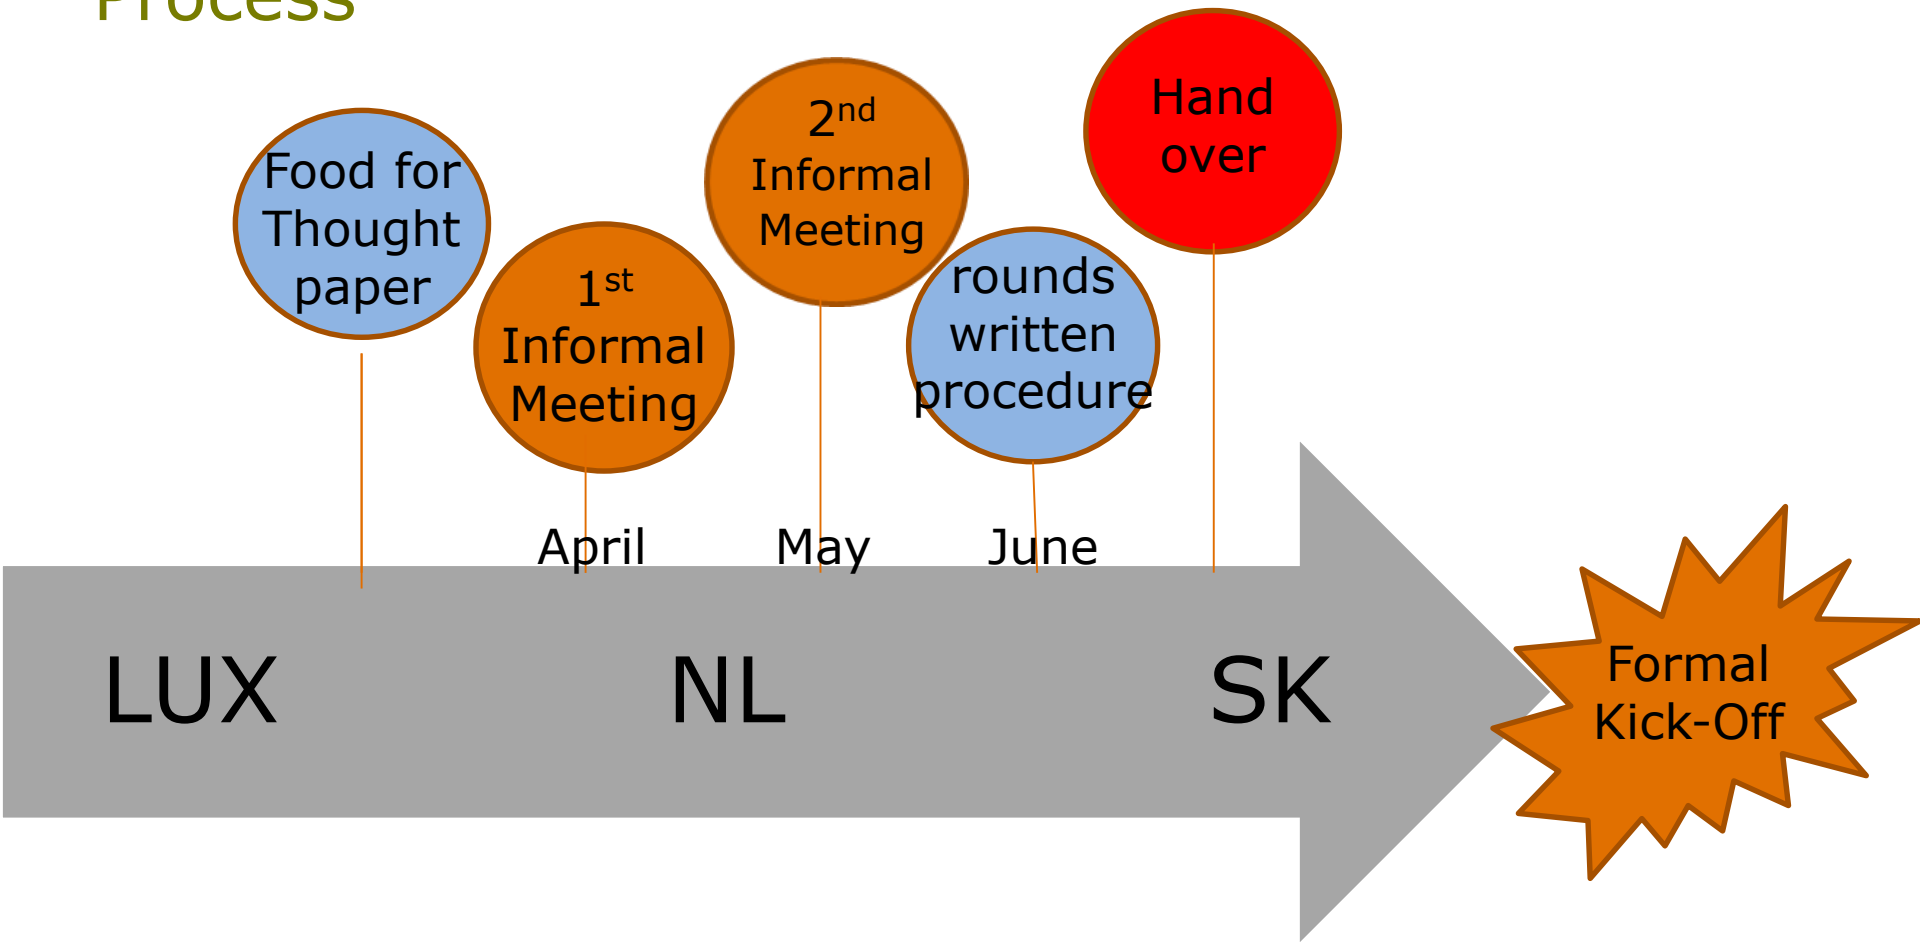 Process
Food for
Thought
paper
1st
Informal
Meeting
2nd
Informal
Meeting
rounds
written
procedure
Hand
over
April
May
June
LUX
NL
SK
Formal
Kick-Off